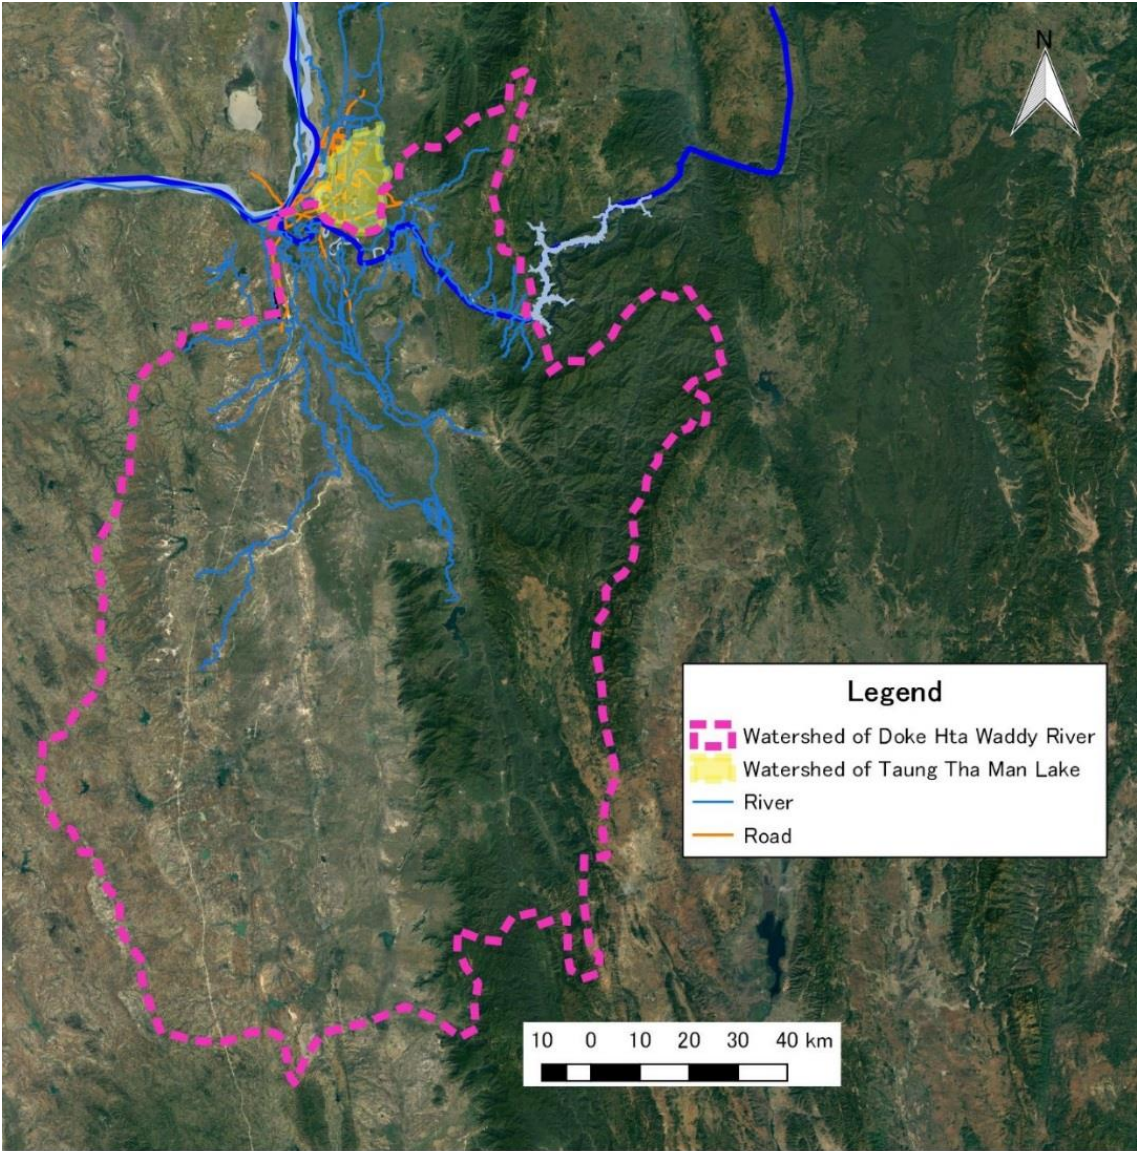 N
Legend
Watershed of Doke Hta Waddy River
Watershed of Taung Tha Man Lake
River
Road
10 0 10 20 30 40 km